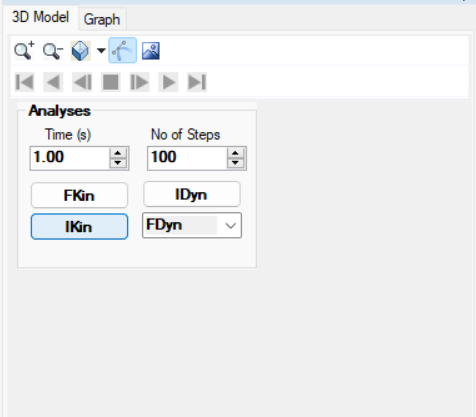 3D Model Graph
Analyses
Time (s) No of Steps
1.00 100
FKin IDyn
IKin FDyn